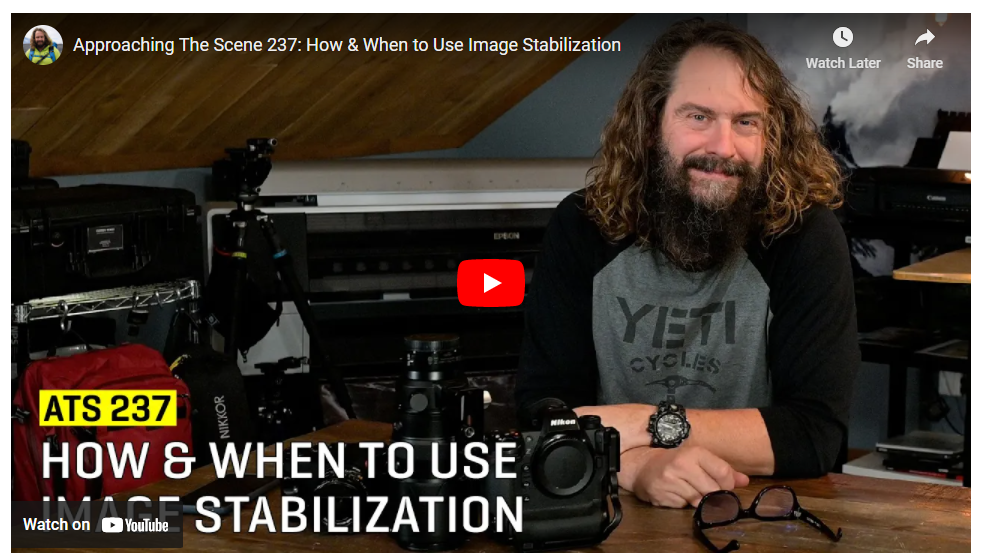 Approaching The Scene 237: How & When to Use Image Stabilization
Watch Later
Share
Canon
EPSON
YETI
CYCLES
NIKKOR
Nikon
ATS 237
HOW & WHEN TO USE
IMAGE STABILIZATION
Watch on YouTube